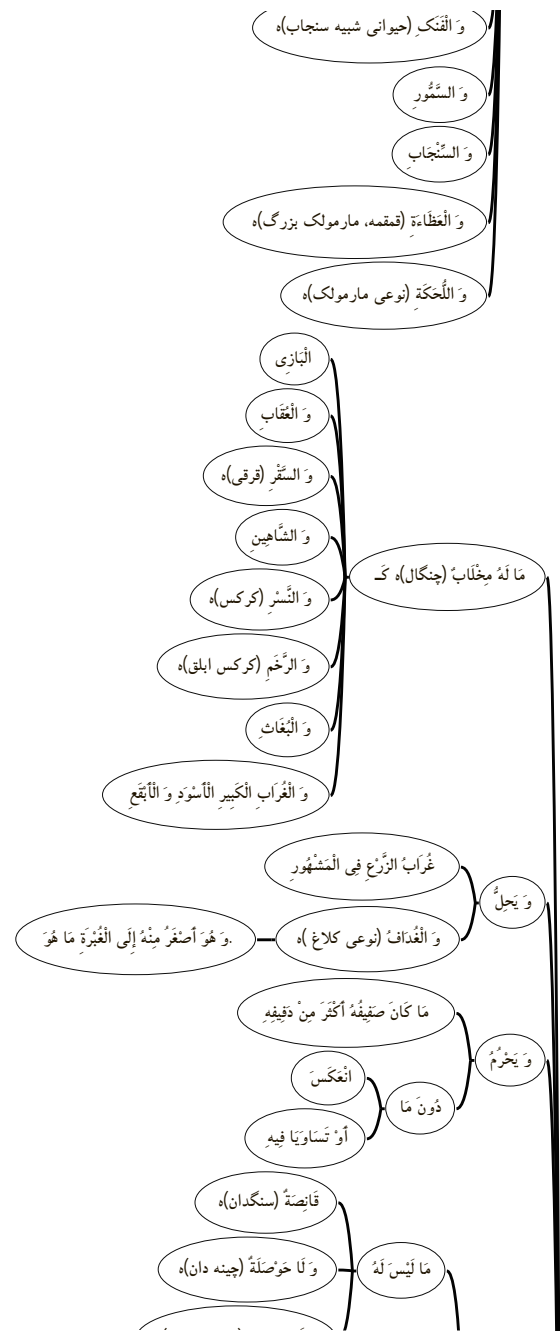 وَ الْفَنَکِ (حیوانی شبیه سنجاب)ه
وَ السَّمُّورِ
وَ السِّنْجَابِ
وَ الْعَظَاءَةِ (قمقمه، مارمولک بزرگ)ه
وَ اللُّحَكَةِ (نوعی مارمولک)ه
مَا لَهُ مِخْلَابٌ (چنگال)ه کَـ
الْبَازِی
وَ الْعُقَابِ
وَ السَّقْرِ (قرقی)ه
وَ الشَّاهِینِ
وَ النَّسْرِ (کرکس)ه
وَ الرَّخَمِ (کرکس ابلق)ه
وَ الْبُغَاثِ
وَ الْغُرَابِ الْکَبِیرِ الْأَسْوَدِ وَ الْأَبْقَعِ
وَ یَحِلُّ
غُرَابُ الزَّرْعِ فِی الْمَشْهُورِ
وَ الْغُدَافُ (نوعی کلاغ )ه
.وَ هُوَ أَصْغَرُ مِنْهُ إِلَی الْغُبْرَةِ مَا هُوَ
وَ یَحْرُمُ
مَا کَانَ صَفِیفُهُ أَکْثَرَ مِنْ دَفِیفِهِ
دُونَ مَا
انْعَکَسَ
أَوْ تَسَاوَیَا فِیهِ
مَا لَیْسَ لَهُ
قَانِصَةٌ (سنگدان)ه
وَ لَا حَوْصَلَةٌ (چینه دان)ه